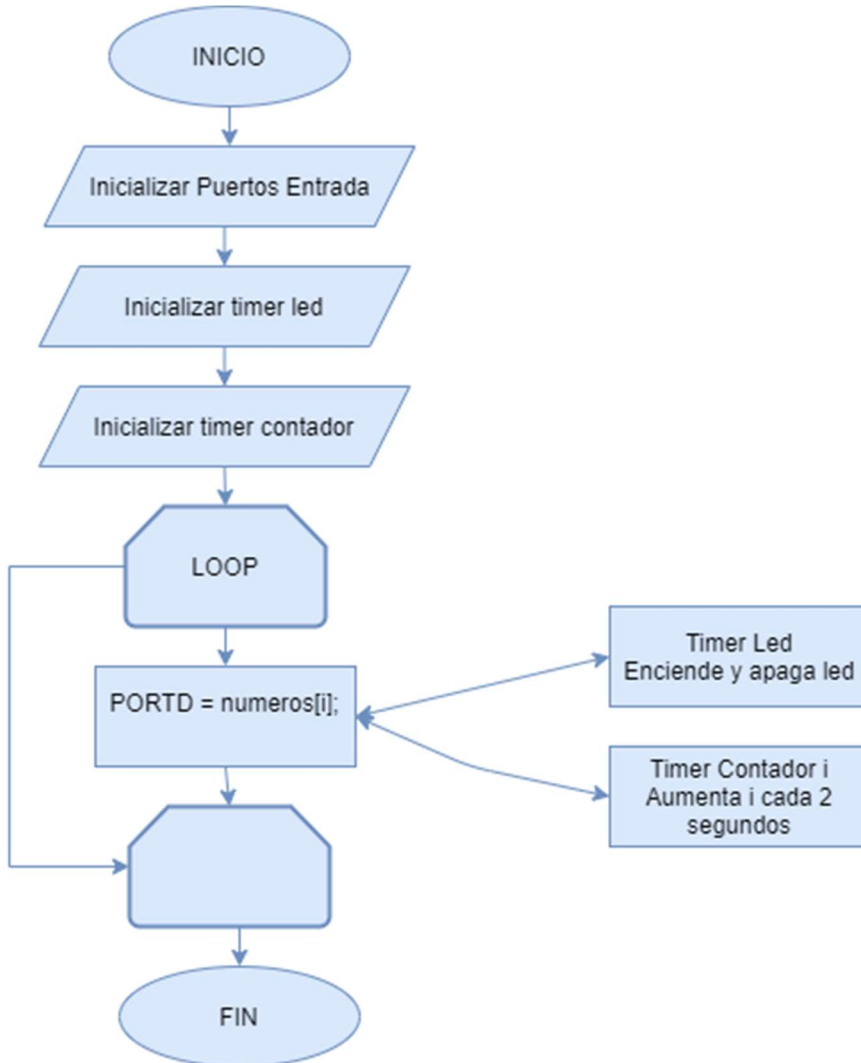 INICIO
Inicializar Puertos Entrada
Inicializar timer led
Inicializar timer contador
LOOP
PORTD = numeros[i];
Timer Led
Enciende y apaga led
Timer Contador i
Aumenta i cada 2
segundos
FIN